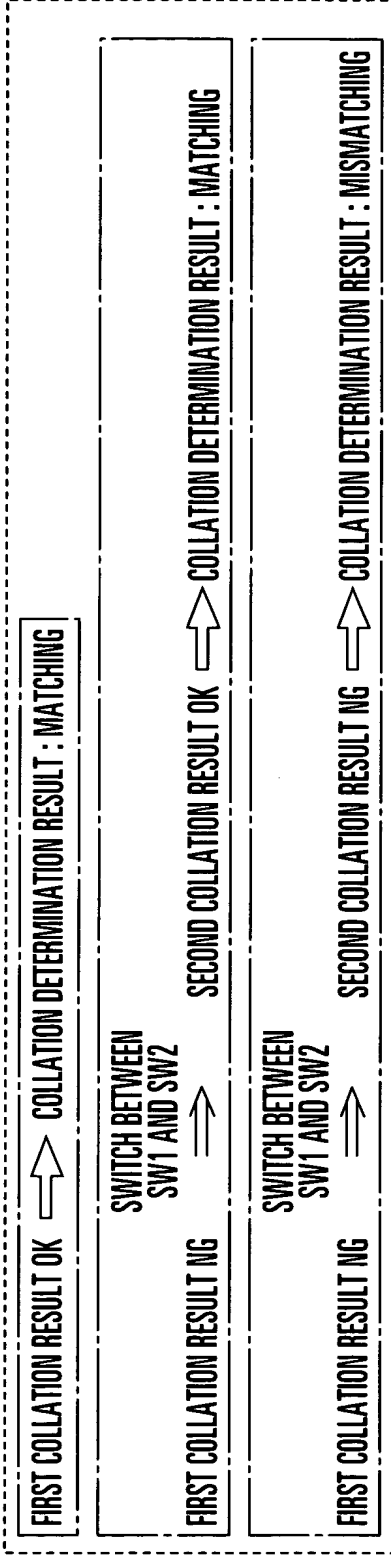 FIRST COLLATION RESULT OK ⇒ COLLATION DETERMINATION RESULT : MATCHING
SWITCH BETWEEN
SW1 AND SW2
FIRST COLLATION RESULT NG ⇒ SECOND COLLATION RESULT OK ⇒ COLLATION DETERMINATION RESULT : MATCHING
SWITCH BETWEEN
SW1 AND SW2
FIRST COLLATION RESULT NG ⇒ SECOND COLLATION RESULT NG ⇒ COLLATION DETERMINATION RESULT : MISMATCHING